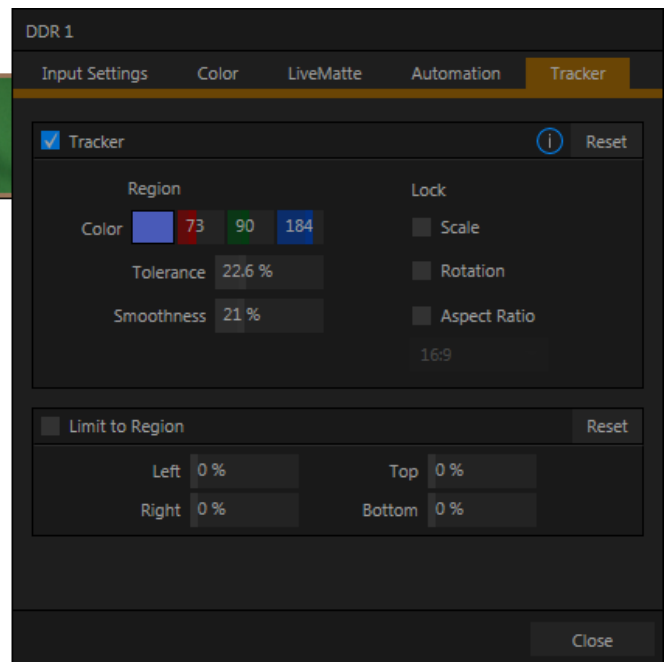 DDR 1
Input Settings Color LiveMatte Automation Tracker
Tracker i Reset
Region Lock
Color 73 90 184 Scale
Tolerance 22.6 % Rotation
Smoothness 21 % Aspect Ratio
16:9
Limit to Region Reset
Left 0 % Top 0 %
Right 0 % Bottom 0 %
Close